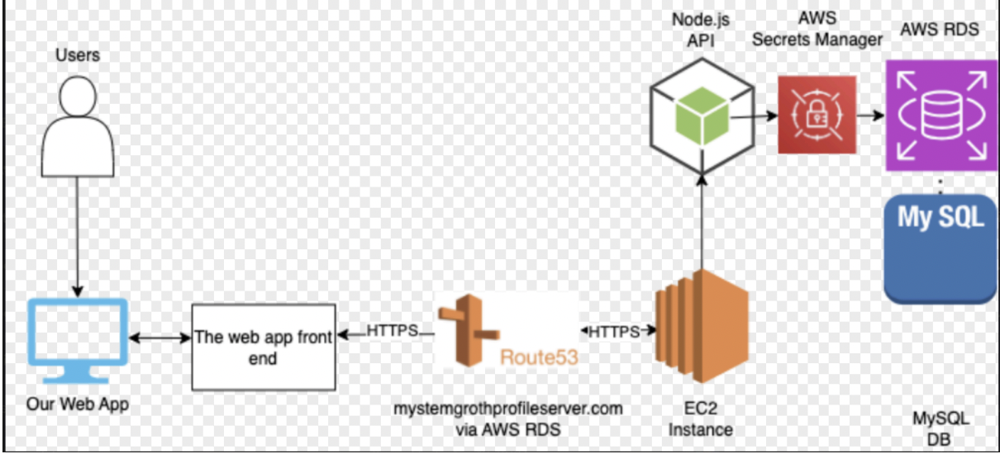 Users
Node.js
API
AWS
Secrets Manager
AWS RDS
My SQL
The web app front
end
HTTPS
Route53
HTTPS
Our Web App
mystemgrothprofileserver.com
via AWS RDS
EC2
Instance
MySQL
DB